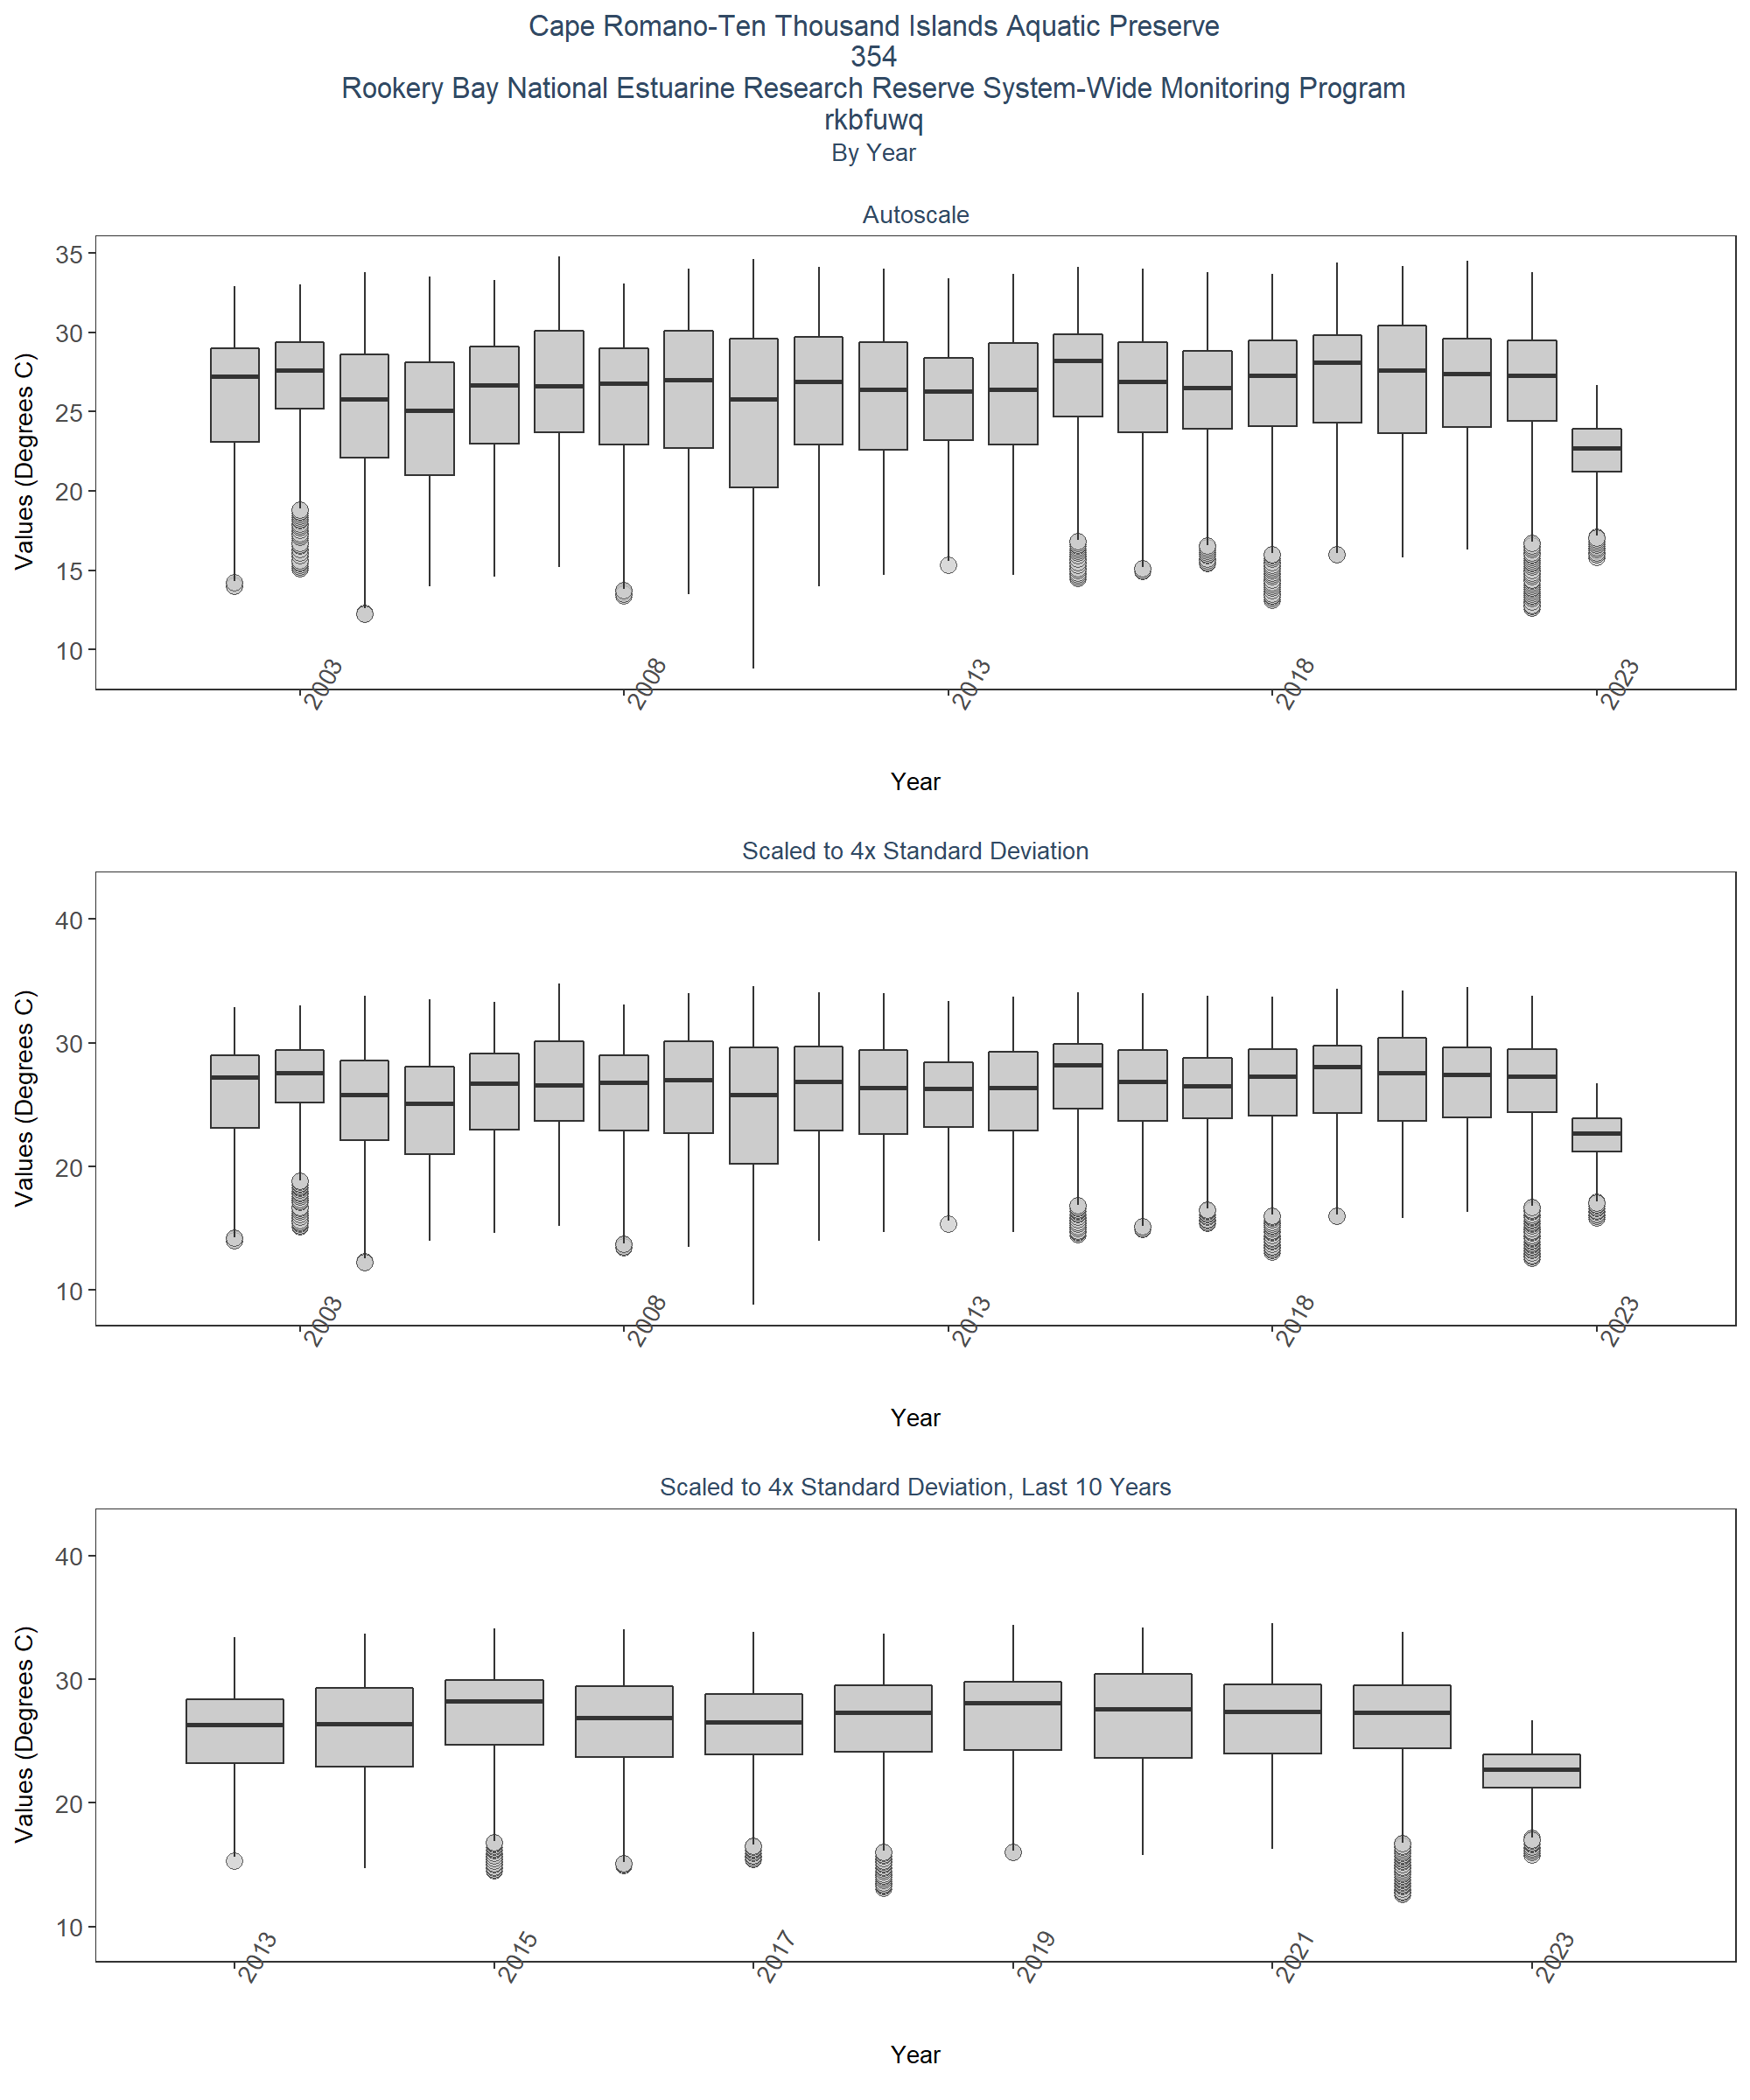 Cape Romano-Ten Thousand Islands Aquatic Preserve
354
Rookery Bay National Estuarine Research Reserve System-Wide Monitoring Program
rkbfuwq
By Year
Autoscale
Values (Degrees C)
35
30
25
20
15
10
2003
2008
2013
2018
2023
Year
Scaled to 4x Standard Deviation
Values (Degrees C)
40
30
20
10
2003
2008
2013
2018
2023
Year
Scaled to 4x Standard Deviation, Last 10 Years
Values (Degrees C)
40
30
20
10
2013
2015
2017
2019
2021
2023
Year